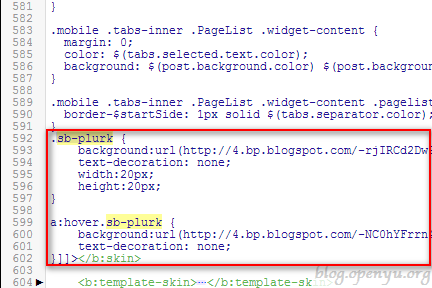 581 }
582
583 .mobile .tabs-inner .PageList .widget-content {
584 margin: 0;
585 color: $(tabs.selected.text.color);
586 background: $(post.background.color) $(post.backgroun
587 }
588
589 .mobile .tabs-inner .PageList .widget-content .pagelist
590 border-$startSide: 1px solid $(tabs.separator.color);
591 }
592 .sb-plurk {
593 background:url(http://4.bp.blogspot.com/-rjIRCd2Dw
594 text-decoration: none;
595 width:20px;
596 height:20px;
597 }
598
599 a:hover.sb-plurk {
600 background:url(http://4.bp.blogspot.com/-NC0hYFrrn
601 text-decoration: none;
602 }]]></b:skin>
603
604 <b:template-skin>↔</b:template-skin>
blog.openyu.org